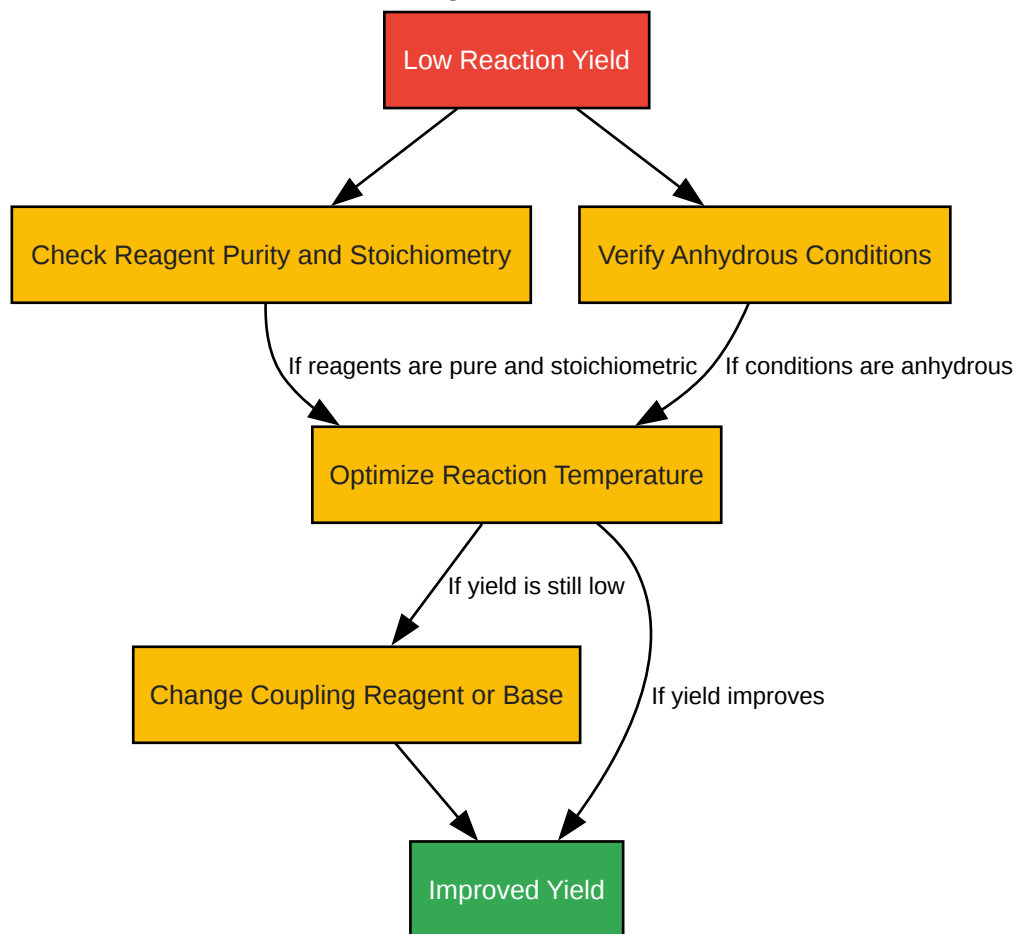 Low Reaction Yield
Check Reagent Purity and Stoichiometry
Verify Anhydrous Conditions
If reagents are pure and stoichiometric
If conditions are anhydrous
Optimize Reaction Temperature
If yield is still low
Change Coupling Reagent or Base
If yield improves
Improved Yield